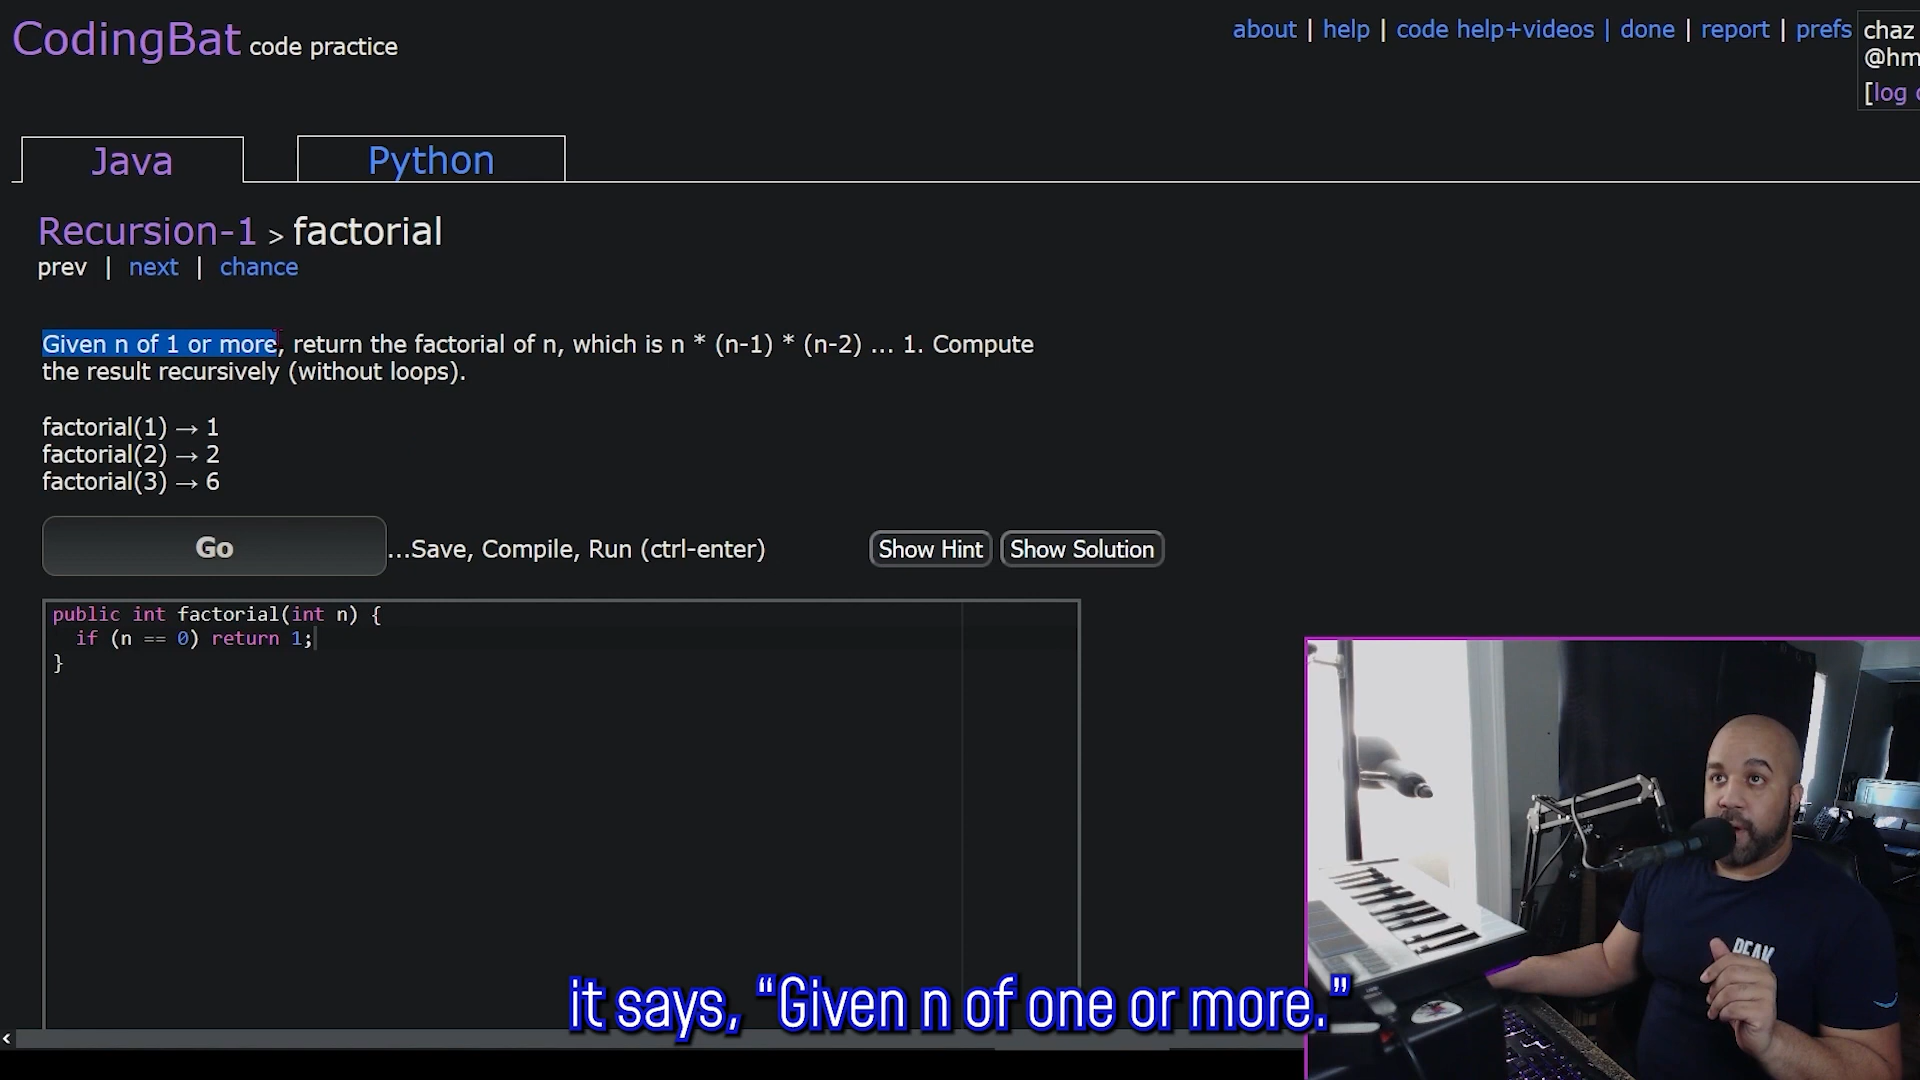 CodingBat code practice
about | help | code help+videos | done | report | prefs
chaz
@hm
[log
Java
Python
Recursion-1 > factorial
prev | next | chance
Given n of 1 or more, return the factorial of n, which is n * (n-1) * (n-2) ... 1. Compute
the result recursively (without loops).
factorial(1) → 1
factorial(2) → 2
factorial(3) → 6
Go
...Save, Compile, Run (ctrl-enter)
Show Hint
Show Solution
public int factorial(int n) {
if (n == 0) return 1;
}
PEAK
it says, “Given n of one or more.”